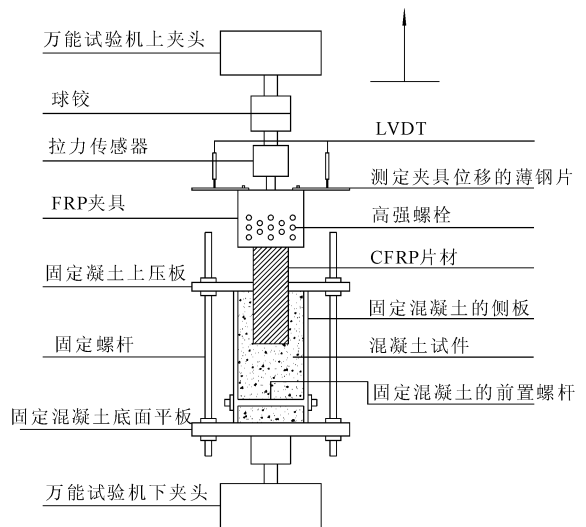 万能试验机上夹头
球铰
LVDT
拉力传感器
测定夹具位移的薄钢片
FRP夹具
高强螺栓
CFRP片材
固定凝土上压板
固定混凝土的侧板
固定螺杆
混凝土试件
固定混凝土的前置螺杆
固定混凝土底面平板
万能试验机下夹头